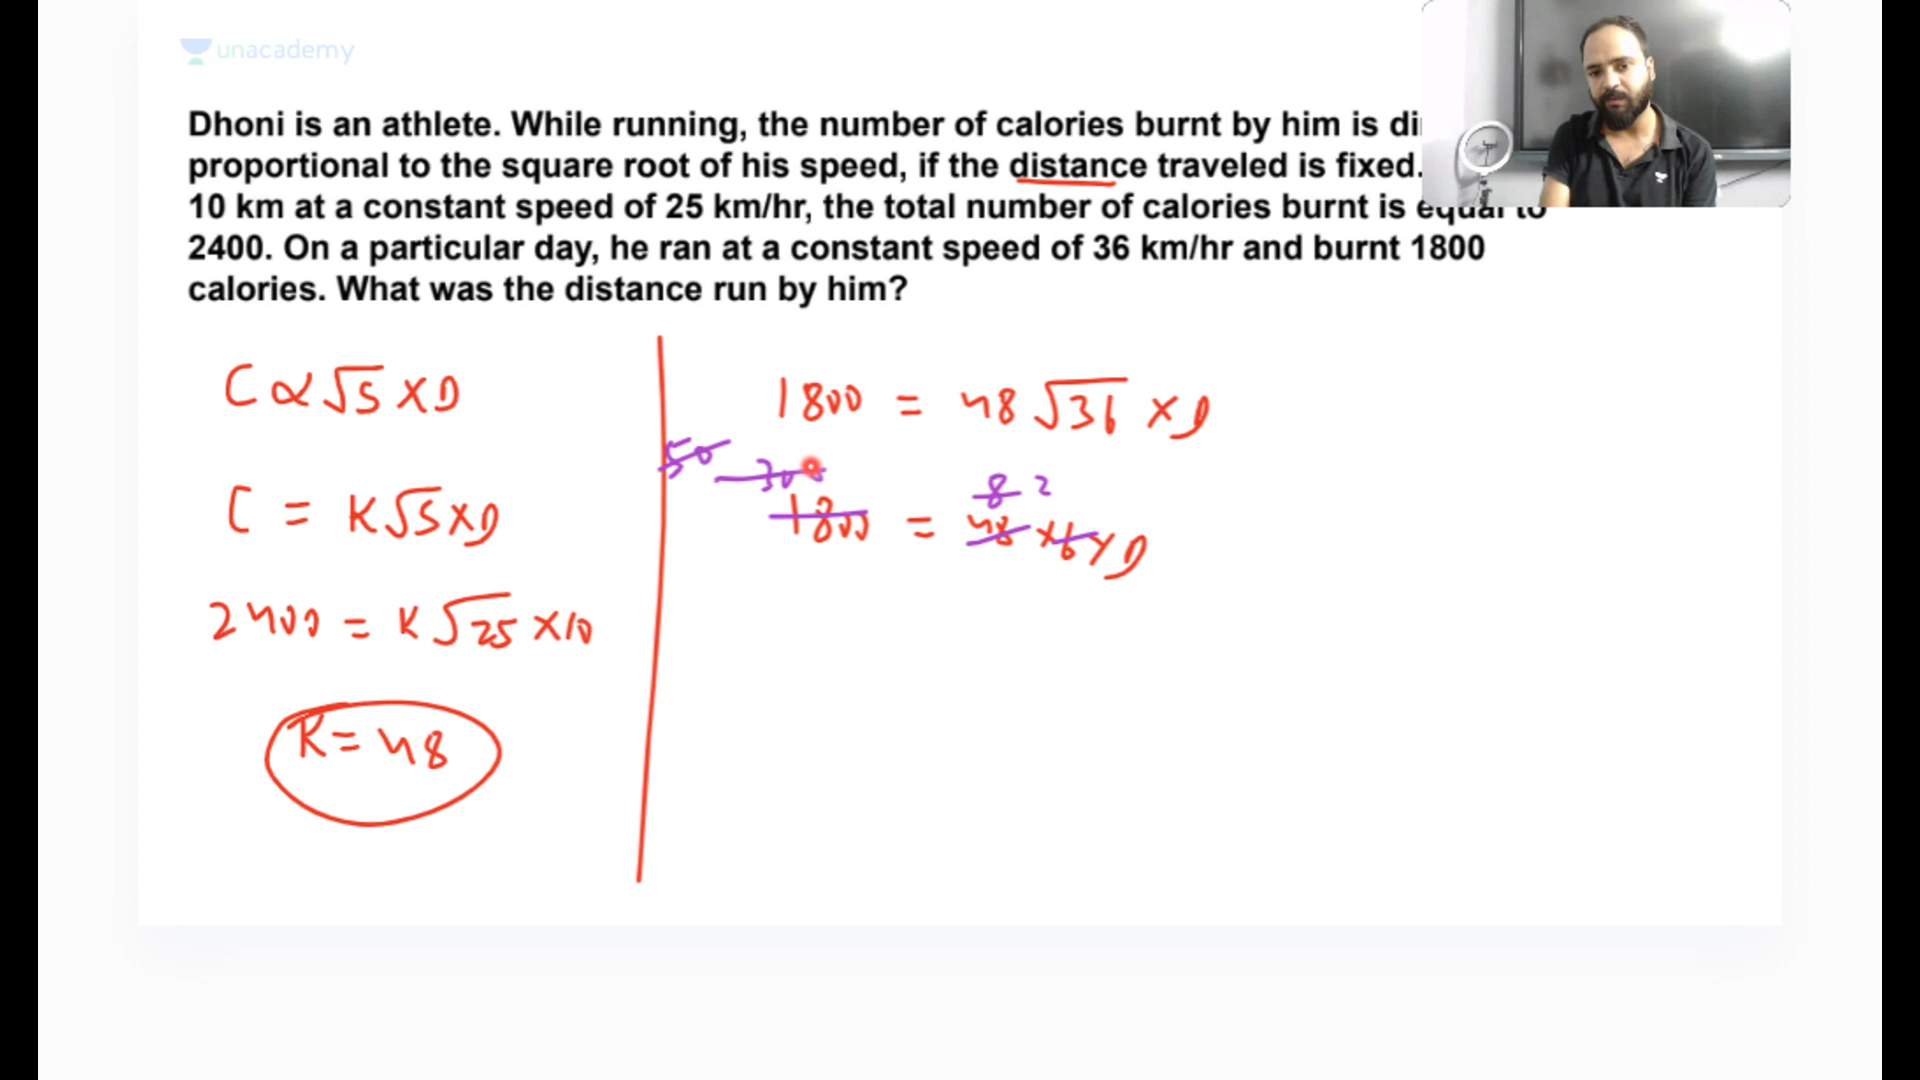 unacademy
Dhoni is an athlete. While running, the number of calories burnt by him is
proportional to the square root of his speed, if the distance traveled is fixed.
10 km at a constant speed of 25 km/hr, the total number of calories burnt is equal to
2400. On a particular day, he ran at a constant speed of 36 km/hr and burnt 1800
calories. What was the distance run by him?
C ∝ √S × D
1800 = 48 √36 × D
50 300
8 2
C = K √S × D
1800 = 48 × 6 × D
2400 = K √25 × 10
K = 48